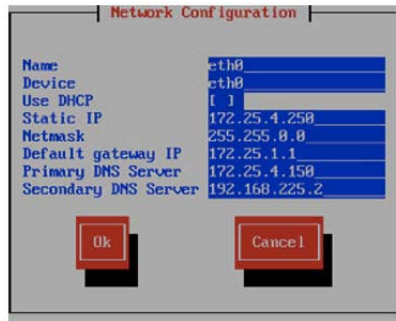 Network Configuration
Name eth0
Device eth0
Use DHCP [ ]
Static IP 172.25.4.250
Netmask 255.255.0.0
Default gateway IP 172.25.1.1
Primary DNS Server 172.25.4.150
Secondary DNS Server 192.168.225.2
Ok Cancel